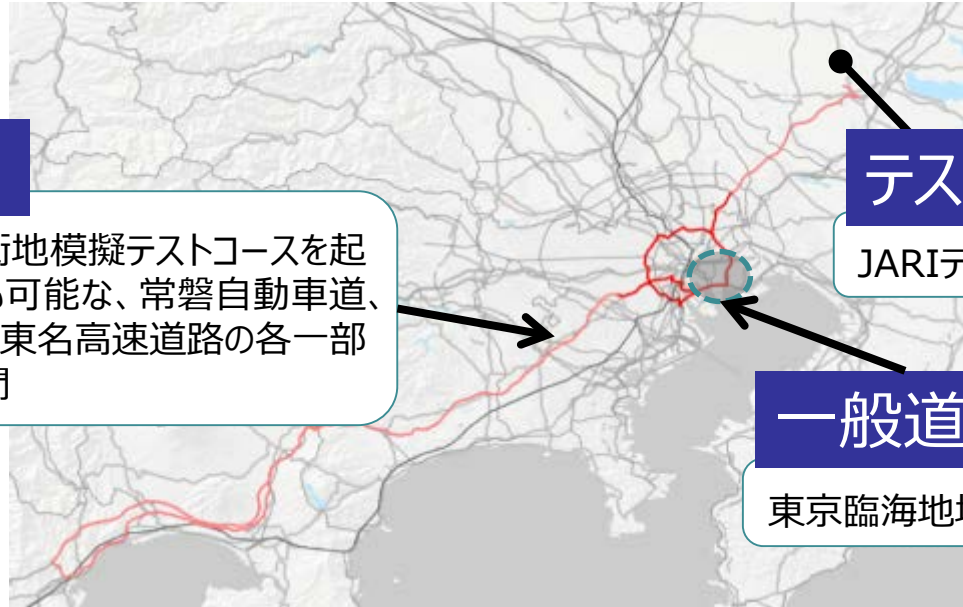 街地模擬テストコースを起
可能な、常磐自動車道、
東名高速道路の各一部
テス
JARIテ
一般道
東京臨海地